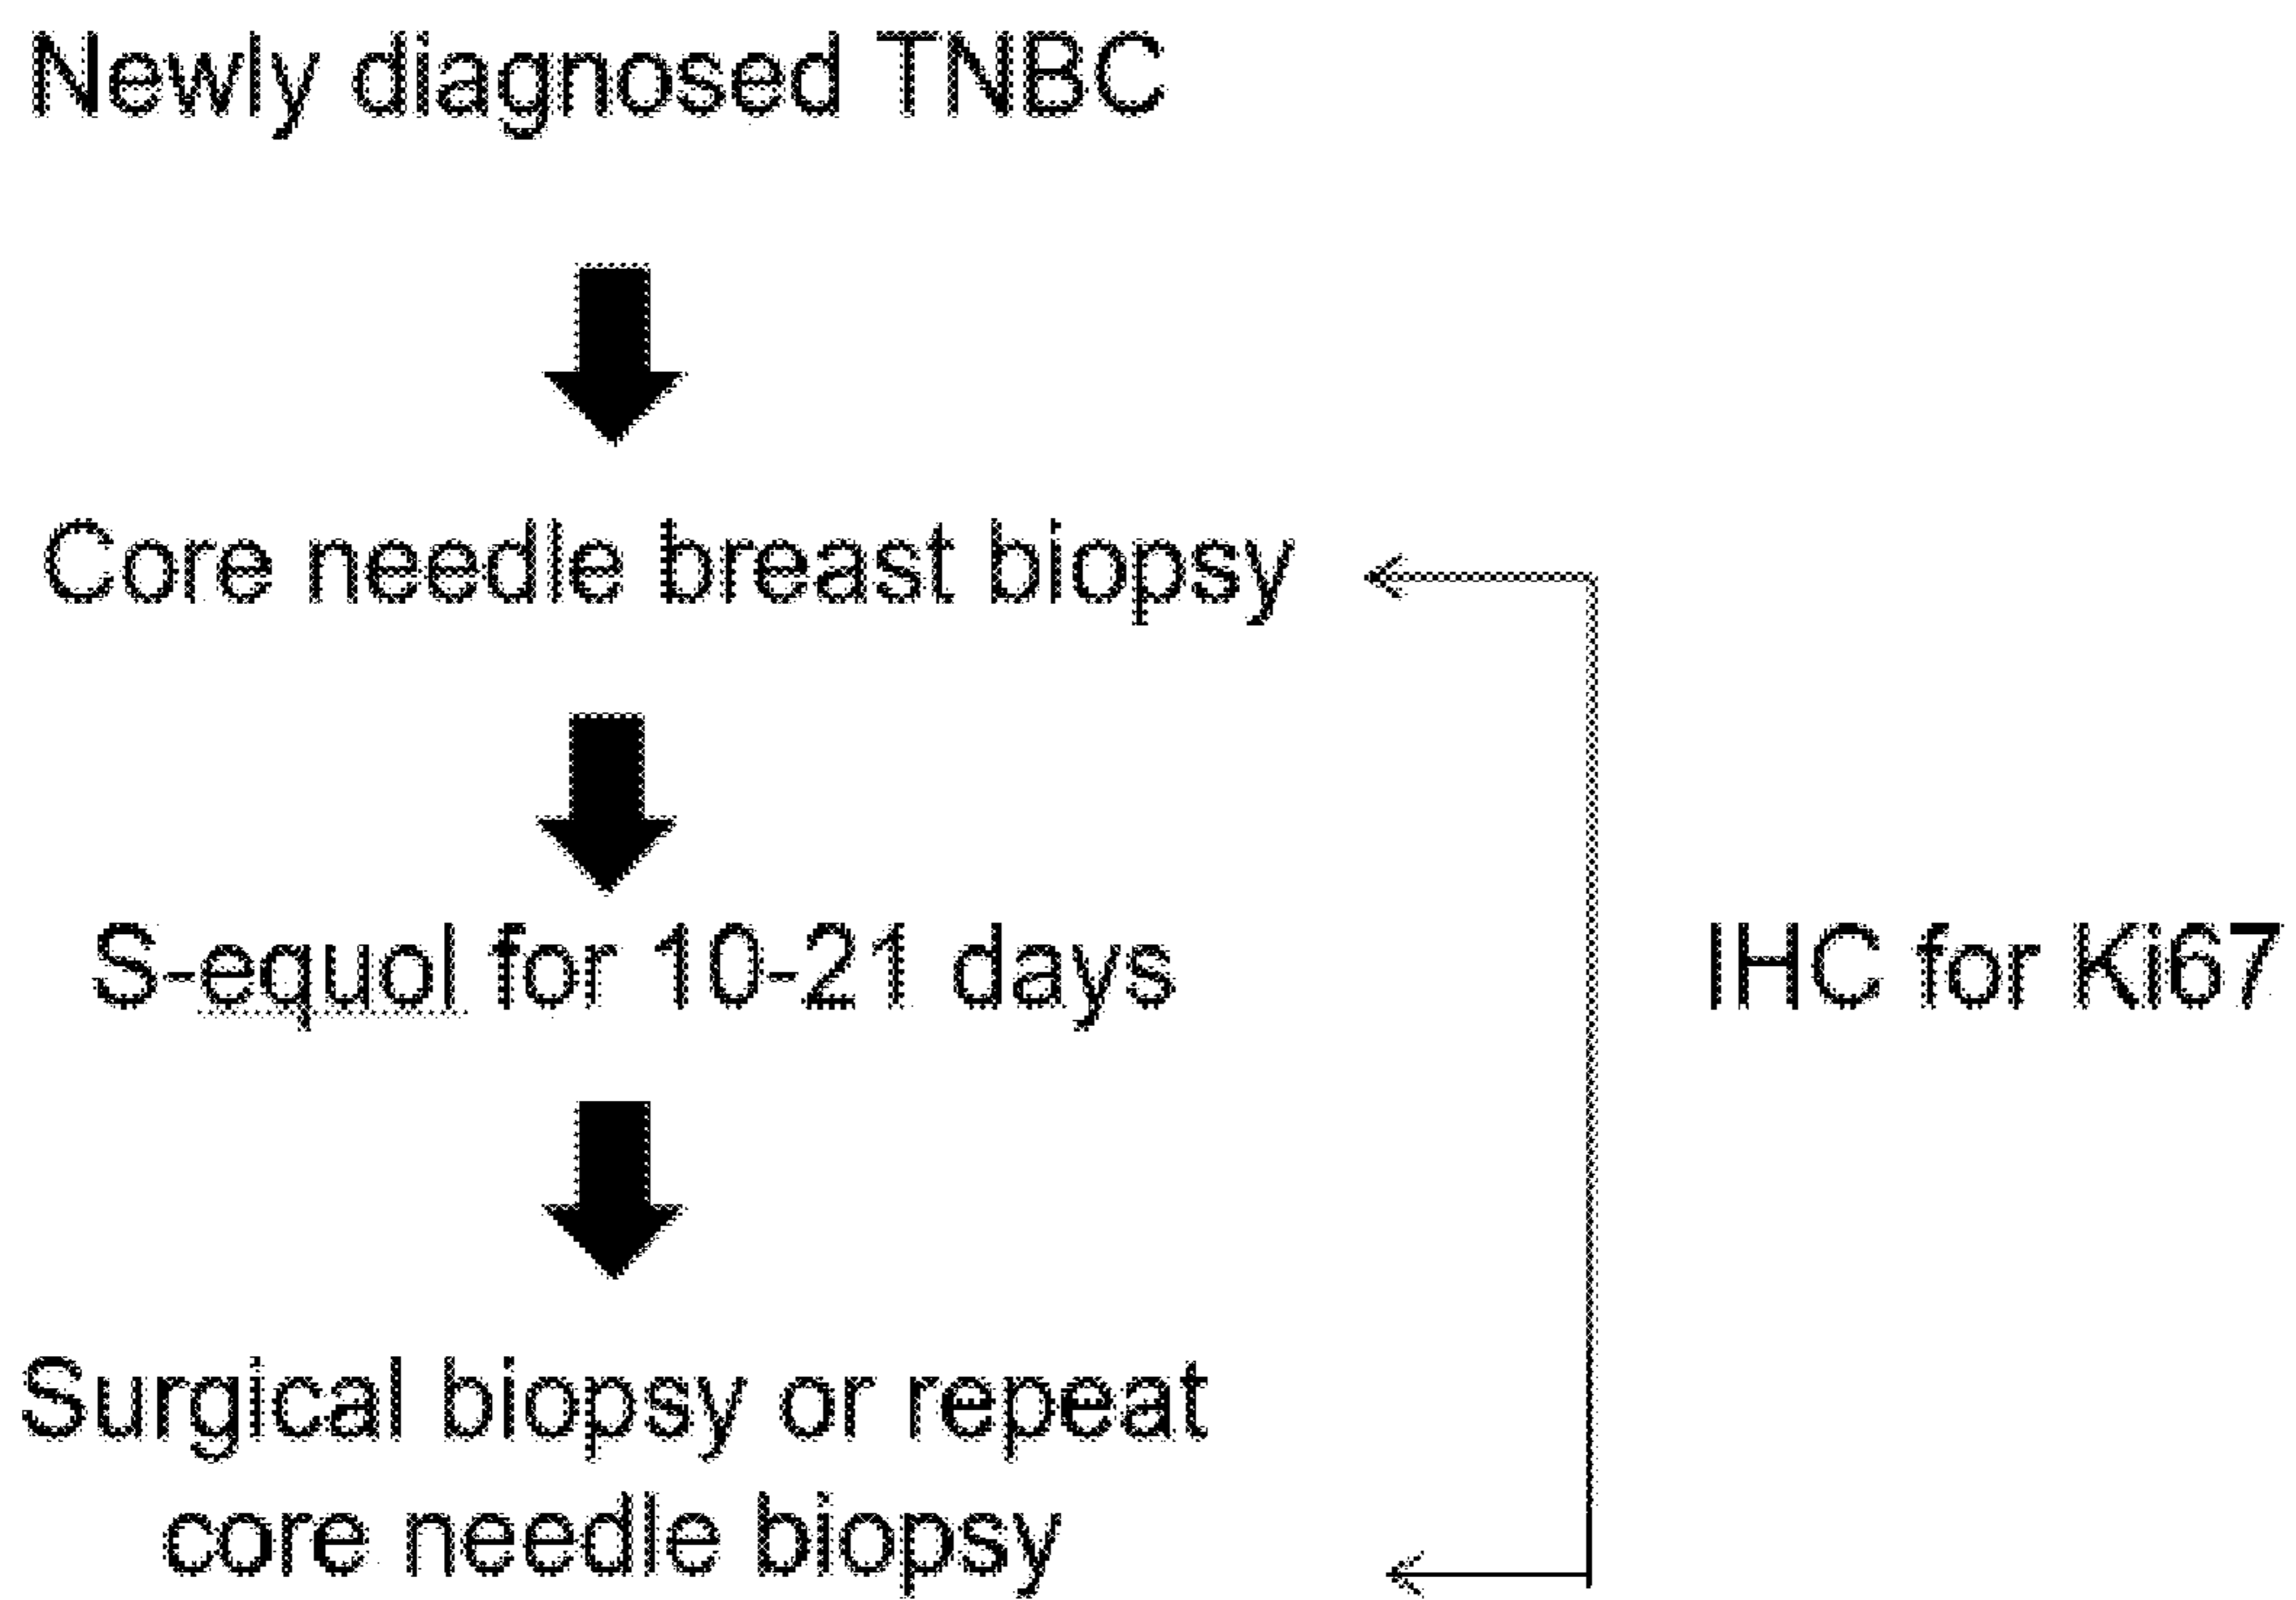 Newly diagnosed TNBC
Core needle breast biopsy
S-equol for 10-21 days
IHC for Ki67
Surgical biopsy or repeat
core needle biopsy